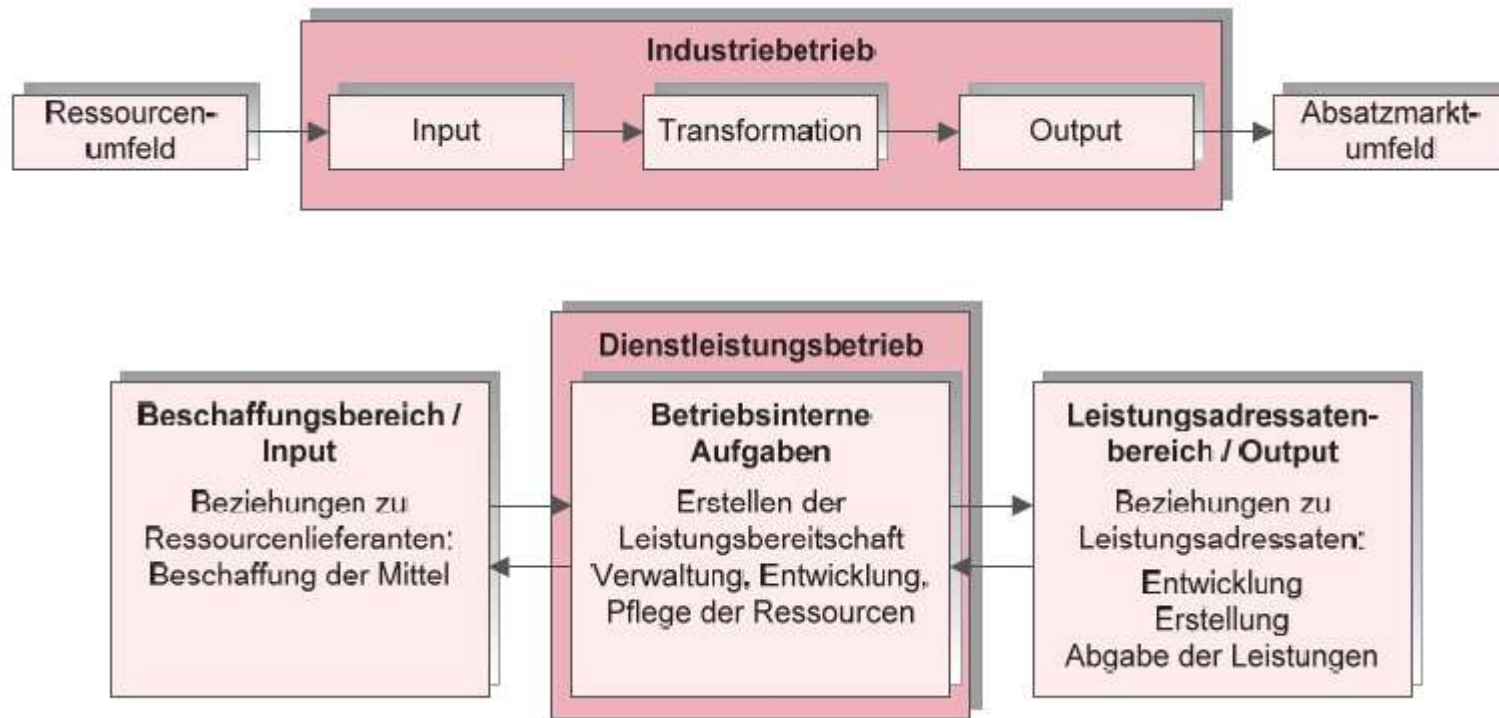 Industriebetrieb
Ressourcen-
umfeld
Input
Transformation
Output
Absatzmarkt-
umfeld
Dienstleistungsbetrieb
Beschaffungsbereich /
Input
Beziehungen zu
Ressourcenlieferanten:
Beschaffung der Mittel
Betriebsinterne
Aufgaben
Erstellen der
Leistungsbereitschaft
Verwaltung, Entwicklung,
Pflege der Ressourcen
Leistungsadressaten-
bereich / Output
Beziehungen zu
Leistungsadressaten:
Entwicklung
Erstellung
Abgabe der Leistungen